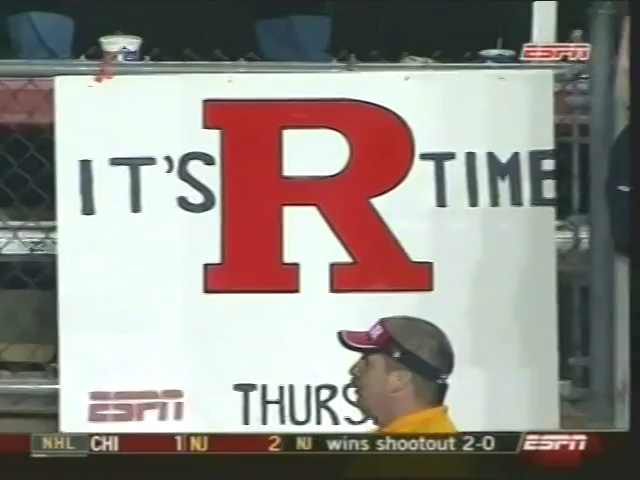 ESPN
IT'S R TIME
ESPN THURS
NHL CHI 1 NJ 2 NJ wins shootout 2-0 ESPN